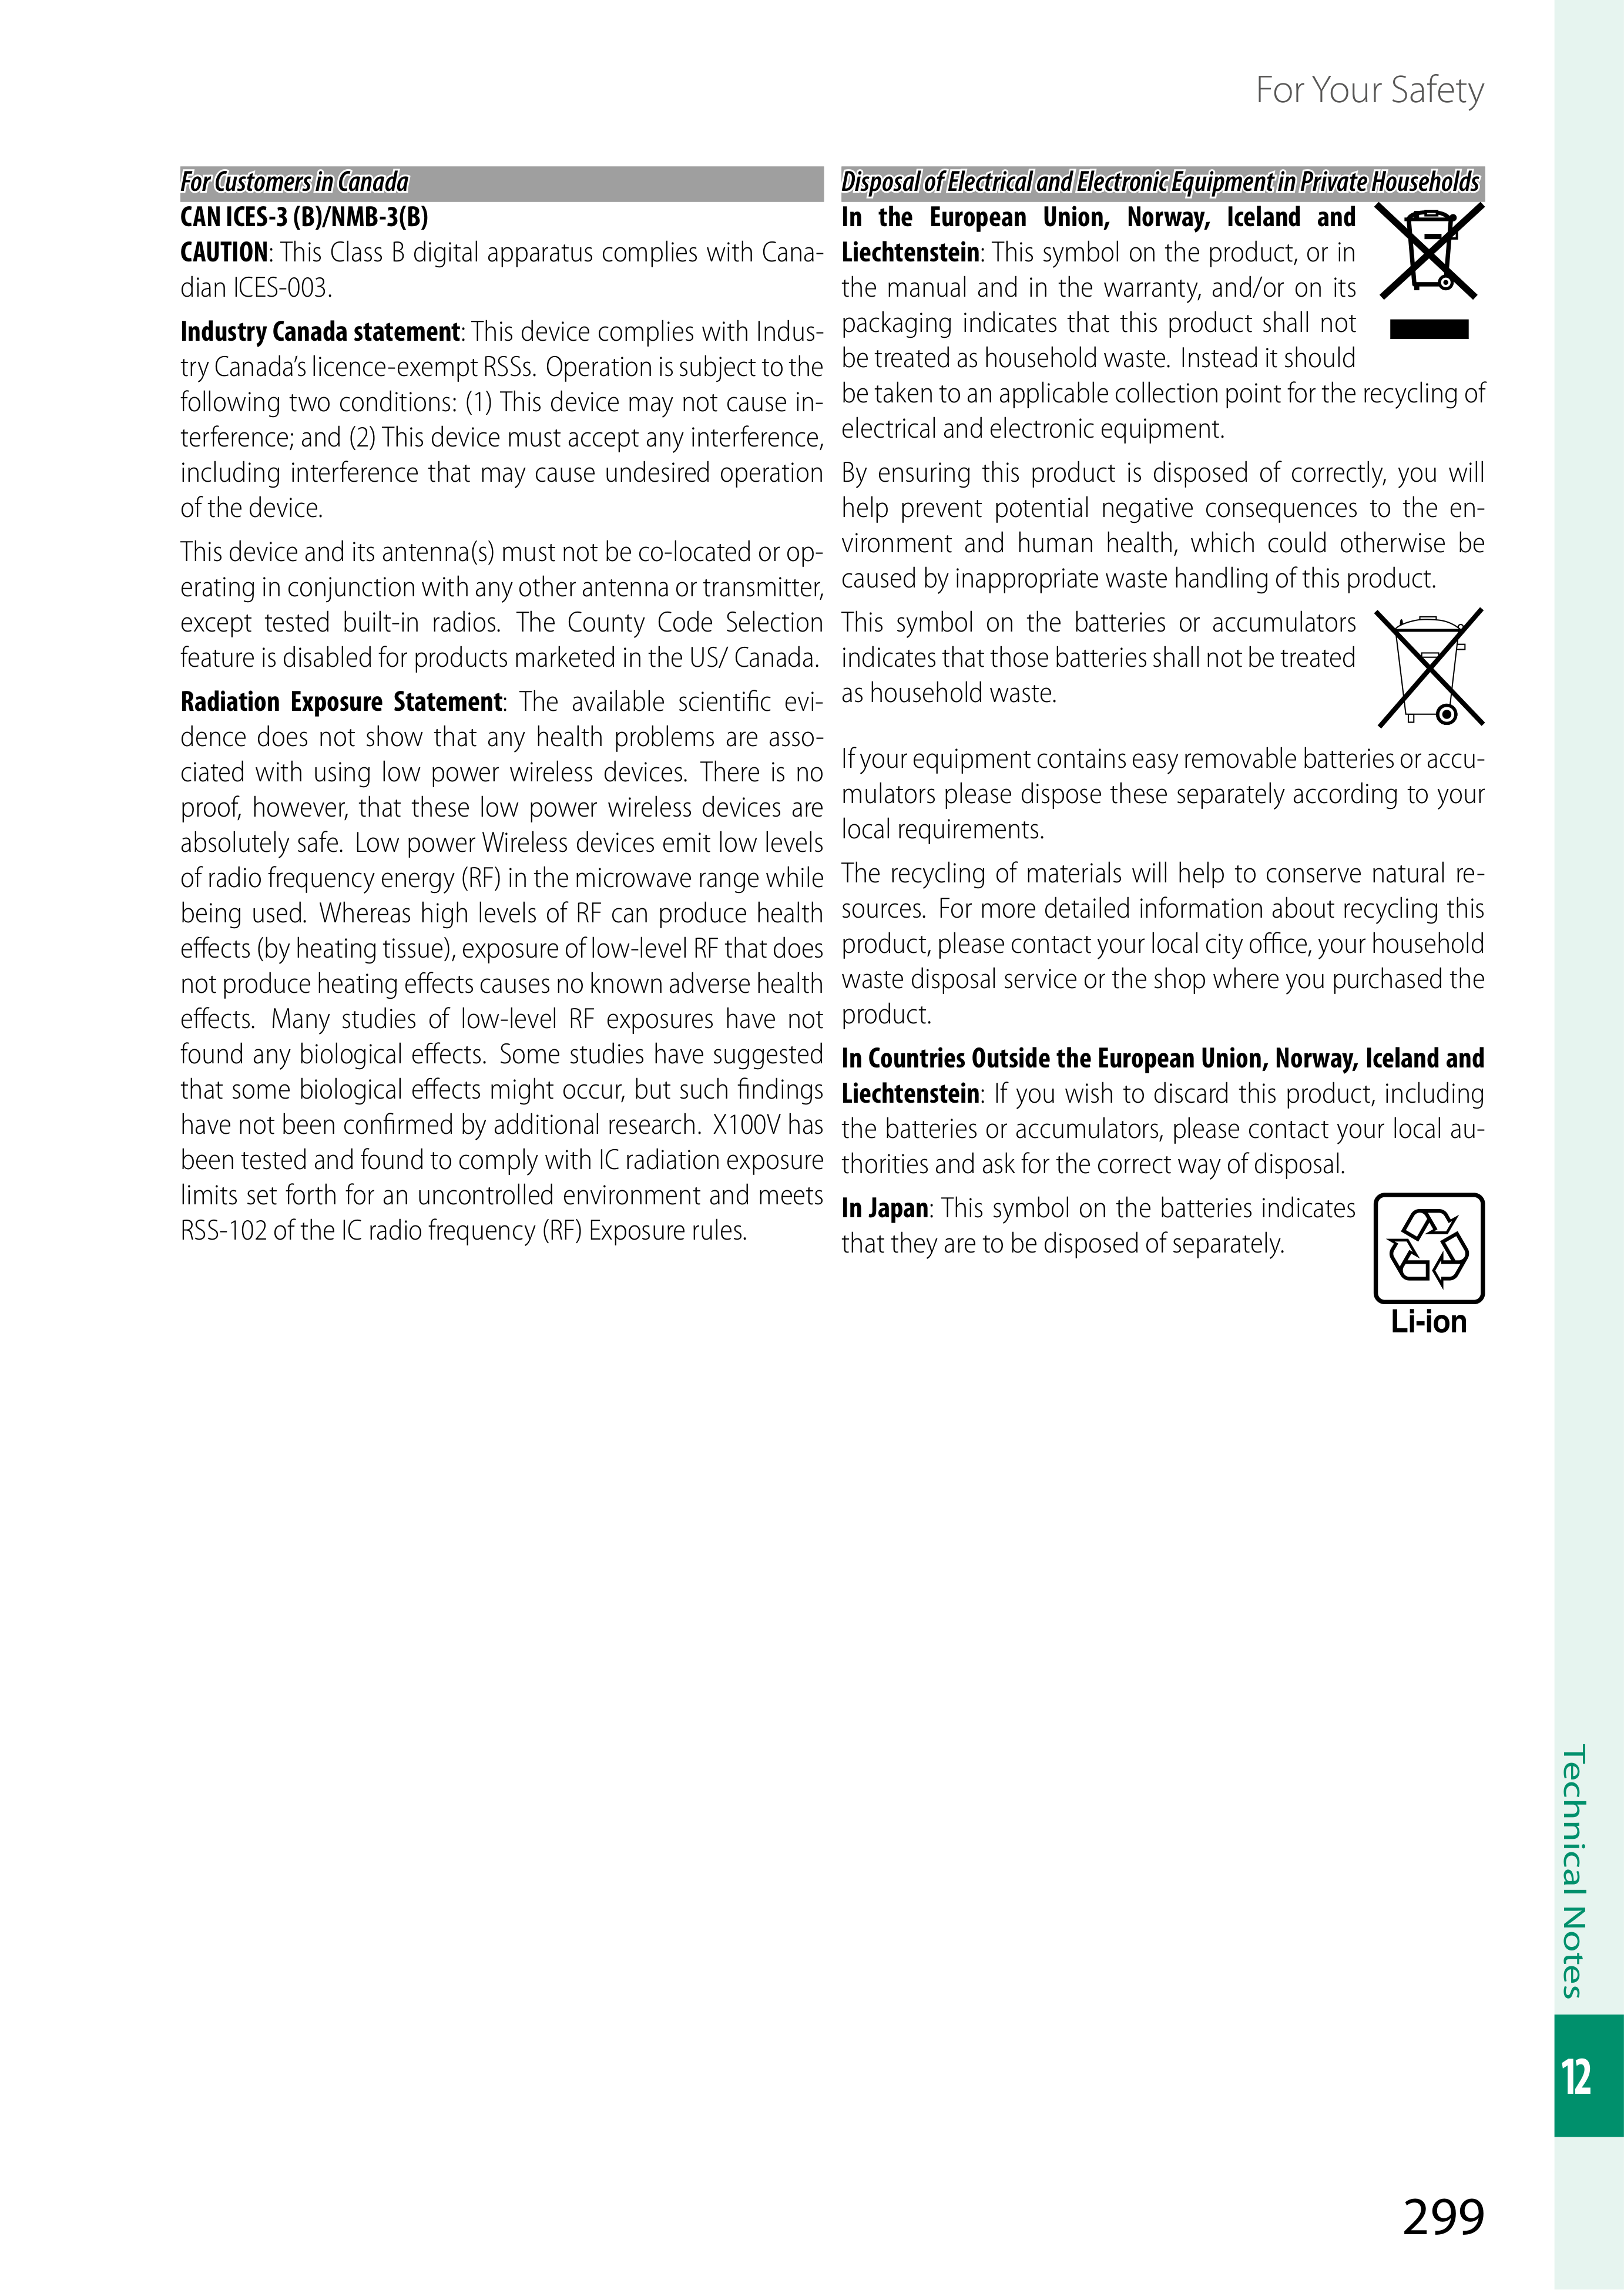 For Your Safety
For Customers in Canada
CAN ICES-3 (B)/NMB-3(B)
CAUTION: This Class B digital apparatus complies with Cana-
dian ICES-003.
Industry Canada statement: This device complies with Indus-
try Canada’s licence-exempt RSSs. Operation is subject to the
following two conditions: (1) This device may not cause in-
terference; and (2) This device must accept any interference,
including interference that may cause undesired operation
of the device.
This device and its antenna(s) must not be co-located or op-
erating in conjunction with any other antenna or transmitter,
except tested built-in radios. The County Code Selection
feature is disabled for products marketed in the US/ Canada.
Radiation Exposure Statement: The available scientific evi-
dence does not show that any health problems are asso-
ciated with using low power wireless devices. There is no
proof, however, that these low power wireless devices are
absolutely safe. Low power Wireless devices emit low levels
of radio frequency energy (RF) in the microwave range while
being used. Whereas high levels of RF can produce health
effects (by heating tissue), exposure of low-level RF that does
not produce heating effects causes no known adverse health
effects. Many studies of low-level RF exposures have not
found any biological effects. Some studies have suggested
that some biological effects might occur, but such findings
have not been confirmed by additional research. X100V has
been tested and found to comply with IC radiation exposure
limits set forth for an uncontrolled environment and meets
RSS-102 of the IC radio frequency (RF) Exposure rules.
Disposal of Electrical and Electronic Equipment in Private Households
In the European Union, Norway, Iceland and
Liechtenstein: This symbol on the product, or in
the manual and in the warranty, and/or on its
packaging indicates that this product shall not
be treated as household waste. Instead it should
be taken to an applicable collection point for the recycling of
electrical and electronic equipment.
By ensuring this product is disposed of correctly, you will
help prevent potential negative consequences to the en-
vironment and human health, which could otherwise be
caused by inappropriate waste handling of this product.
This symbol on the batteries or accumulators
indicates that those batteries shall not be treated
as household waste.
If your equipment contains easy removable batteries or accu-
mulators please dispose these separately according to your
local requirements.
The recycling of materials will help to conserve natural re-
sources. For more detailed information about recycling this
product, please contact your local city office, your household
waste disposal service or the shop where you purchased the
product.
In Countries Outside the European Union, Norway, Iceland and
Liechtenstein: If you wish to discard this product, including
the batteries or accumulators, please contact your local au-
thorities and ask for the correct way of disposal.
In Japan: This symbol on the batteries indicates
that they are to be disposed of separately.
Li-ion
Technical Notes
12
299